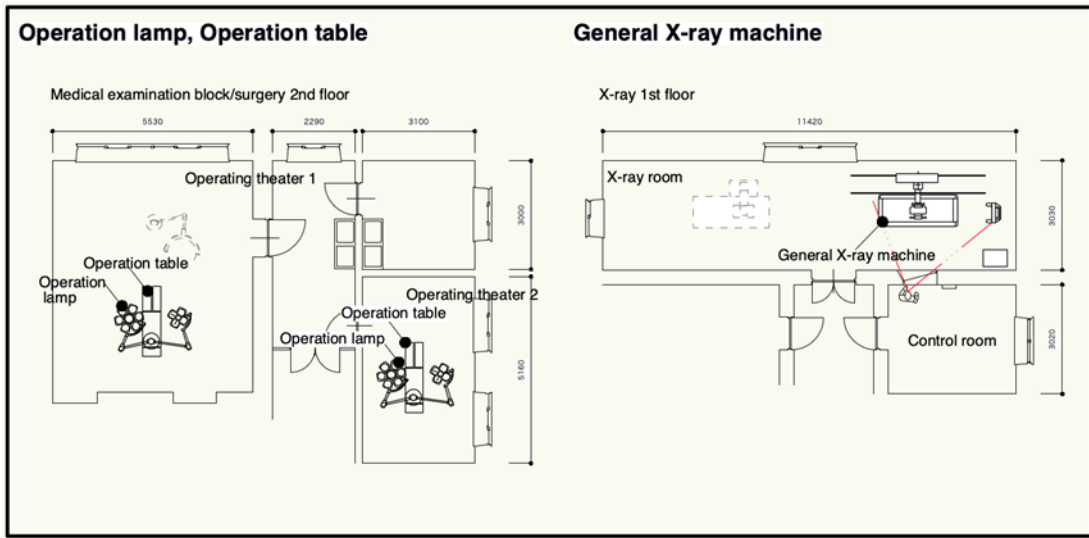 Operation lamp, Operation table
General X-ray machine
Medical examination block/surgery 2nd floor
X-ray 1st floor
5530
2290
3100
11420
Operating theater 1
X-ray room
3000
3030
General X-ray machine
Operation table
Operation
lamp
Operating theater 2
Operation table
Operation lamp
Control room
3020
5160